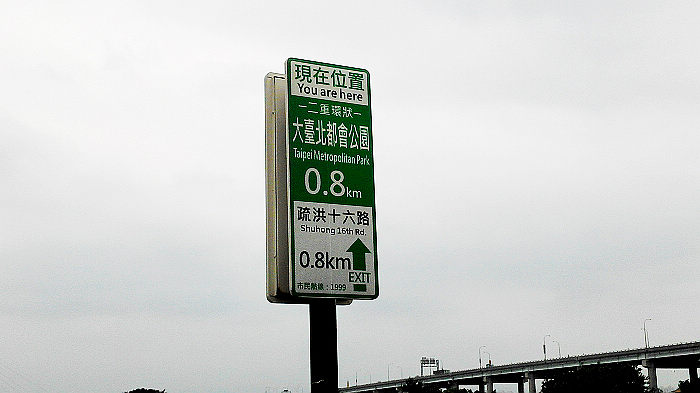 現在位置
You are here
二重環狀
大臺北都會公園
Taipei Metropolitan Park
0.8km
疏洪十六路
Shuhong 16th Rd.
0.8km
EXIT
市民熱線：1999